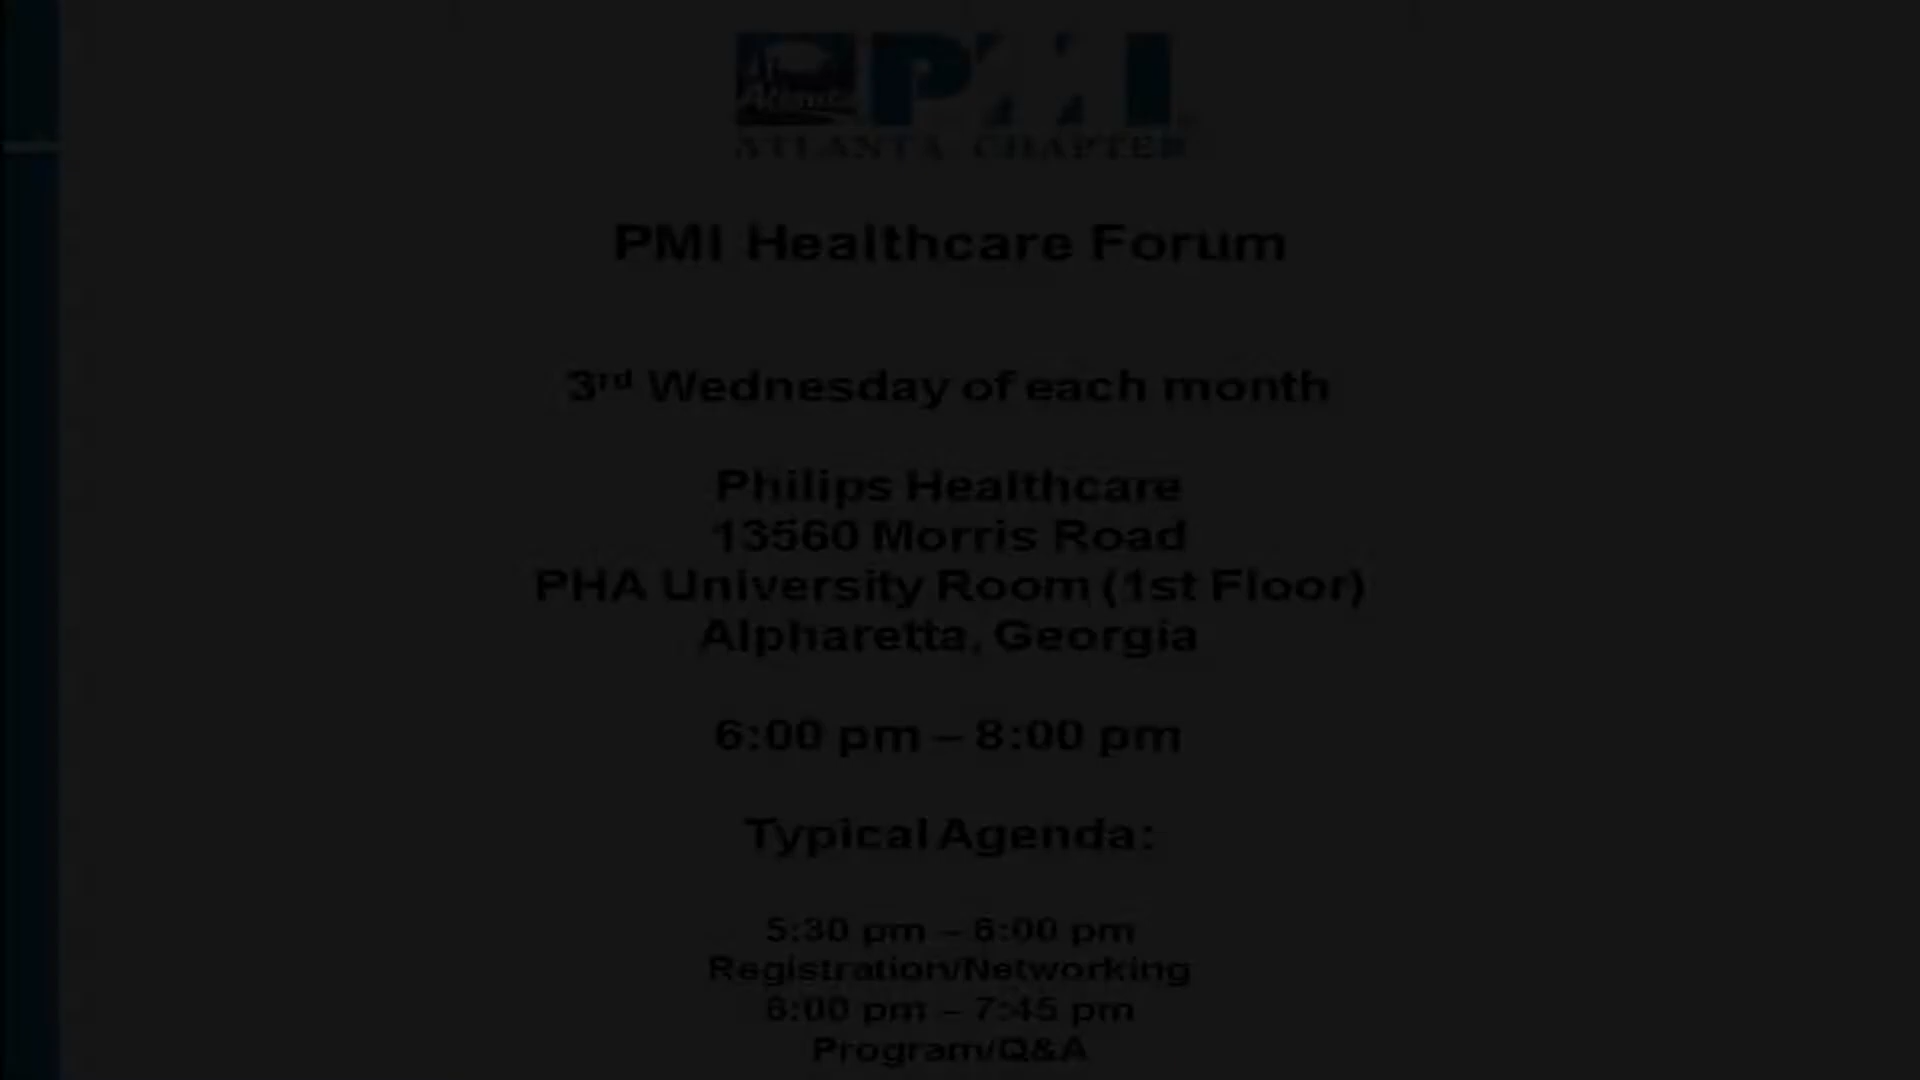 PMI
ATLANTA CHAPTER
PMI Healthcare Forum
3rd Wednesday of each month
Philips Healthcare
13560 Morris Road
PHA University Room (1st Floor)
Alpharetta, Georgia
6:00 pm – 8:00 pm
Typical Agenda:
5:30 pm – 6:00 pm
Registration/Networking
6:00 pm – 7:45 pm
Program/Q&A